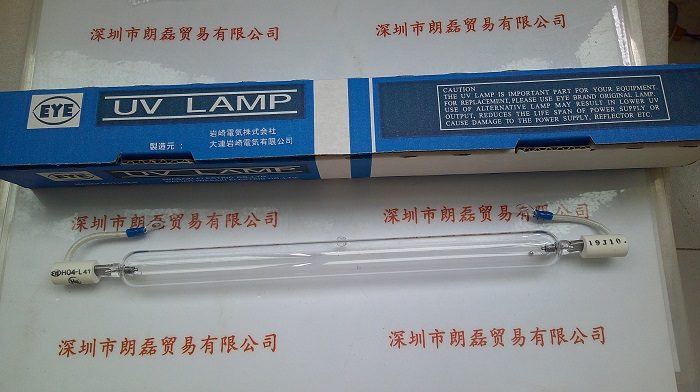 深圳市朗磊贸易有限公司
深圳市朗磊贸易有限公司
EYE
UV LAMP
岩崎電気株式会社
製造元：
大連岩崎電気有限公司
CAUTION
THE UV LAMP IS IMPORTANT PART FOR YOUR EQUIPMENT.
FOR REPLACEMENT, PLEASE USE EYE BRAND ORIGINAL LAMP.
USE OF ALTERNATIVE LAMP MAY RESULT IN LOWER UV
OUTPUT, REDUCES THE LIFE SPAN OF POWER SUPPLY OR
CAUSE DAMAGE TO THE POWER SUPPLY, REFLECTOR ETC.
EYE
UV LAMP
深圳市朗磊贸易有限公司
深圳市朗磊贸易有限公司
H04-L41
19J10.
深圳市朗磊贸易有限公司
深圳市朗磊贸易有限公司